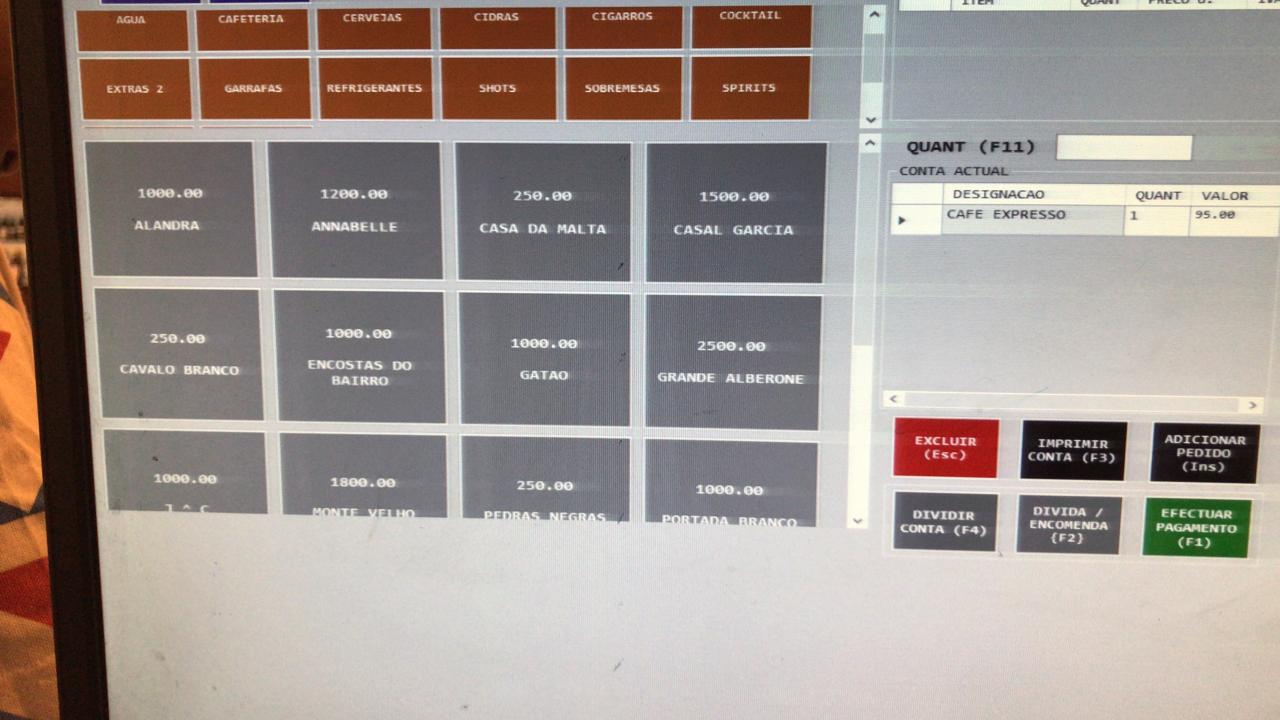 ITEM QUANT PRECO U.
AGUA CAFETERIA CERVEJAS CIDRAS CIGARROS COCKTAIL
EXTRAS 2 GARRAFAS REFRIGERANTES SHOTS SOBREMESAS SPIRITS
1000.00
ALANDRA
1200.00
ANNABELLE
250.00
CASA DA MALTA
1500.00
CASAL GARCIA
250.00
CAVALO BRANCO
1000.00
ENCOSTAS DO
BAIRRO
1000.00
GATAO
2500.00
GRANDE ALBERONE
1000.00
1800.00
MONTE VELHO
250.00
PEDRAS NEGRAS
1000.00
PORTADA BRANCO
QUANT (F11)
CONTA ACTUAL
DESIGNACAO QUANT VALOR
CAFE EXPRESSO 1 95.00
EXCLUIR
(Esc)
IMPRIMIR
CONTA (F3)
ADICIONAR
PEDIDO
(Ins)
DIVIDIR
CONTA (F4)
DIVIDA /
ENCOMENDA
{F2}
EFECTUAR
PAGAMENTO
(F1)